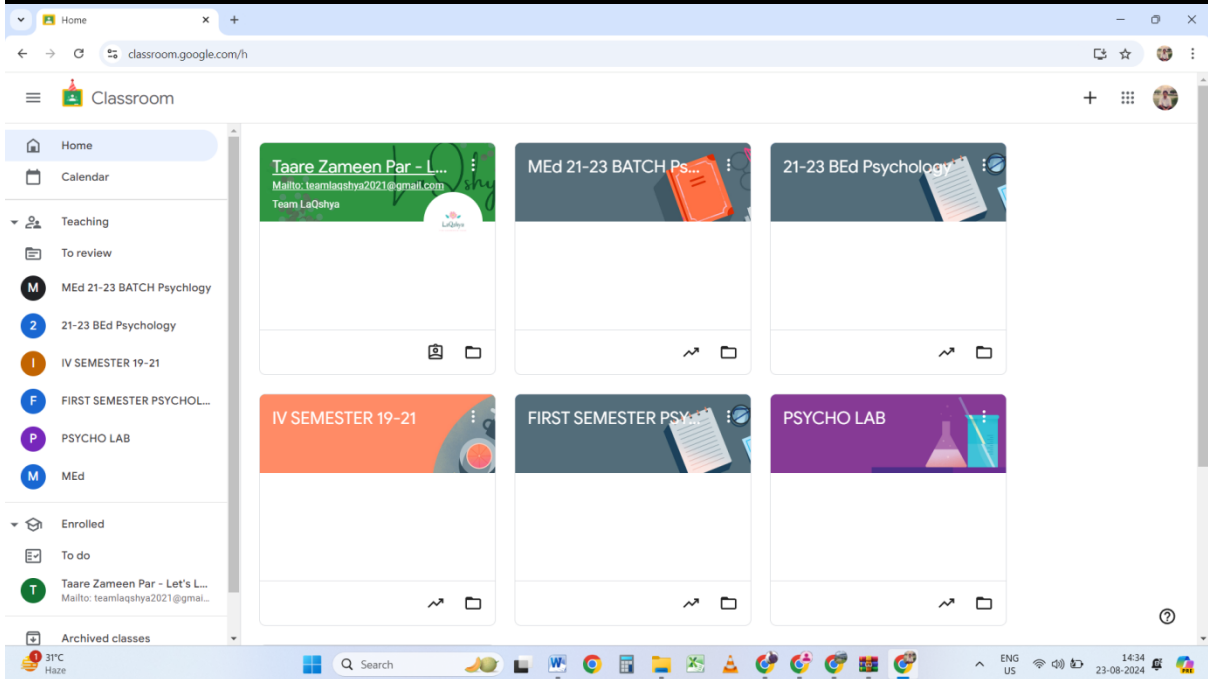 Home
classroom.google.com/h
Classroom
Home
Calendar
Teaching
To review
M MEd 21-23 BATCH Psychlogy
2 21-23 BEd Psychology
I IV SEMESTER 19-21
F FIRST SEMESTER PSYCHOL...
P PSYCHO LAB
M MEd
Enrolled
To do
T Taare Zameen Par - Let's L...
Mailto: teamlaqshya2021@gmai...
Archived classes
Taare Zameen Par - L...
Mailto: teamlaqshya2021@gmail.com
Team LaQshya
LaQshya
MEd 21-23 BATCH Ps...
21-23 BEd Psychology
IV SEMESTER 19-21
FIRST SEMESTER PSY...
PSYCHO LAB
1
31°C
Haze
Search
ENG
US
14:34
23-08-2024
PRE